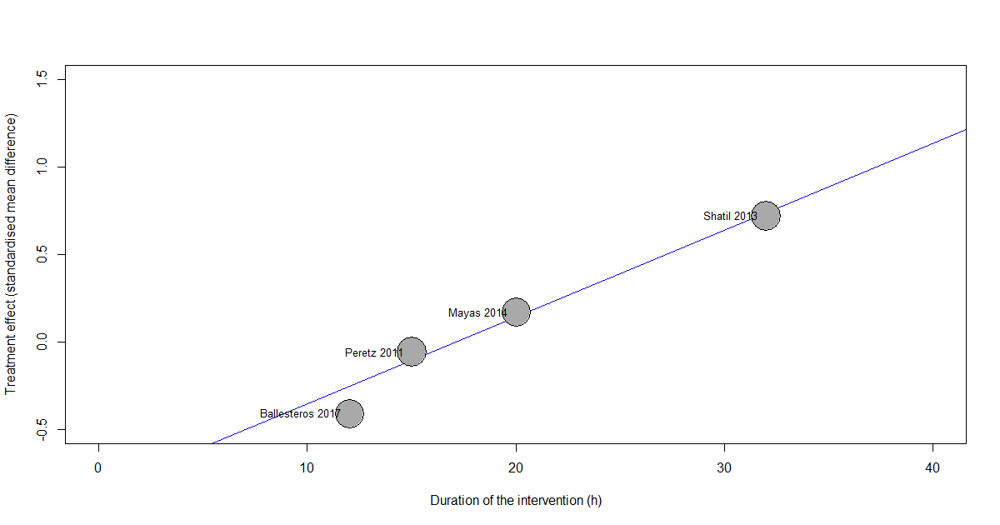 Treatment effect (standardised mean difference)
1.5
1.0
0.5
0.0
-0.5
Shatil 2013
Mayas 2014
Peretz 2011
Ballesteros 2017
0 10 20 30 40
Duration of the intervention (h)